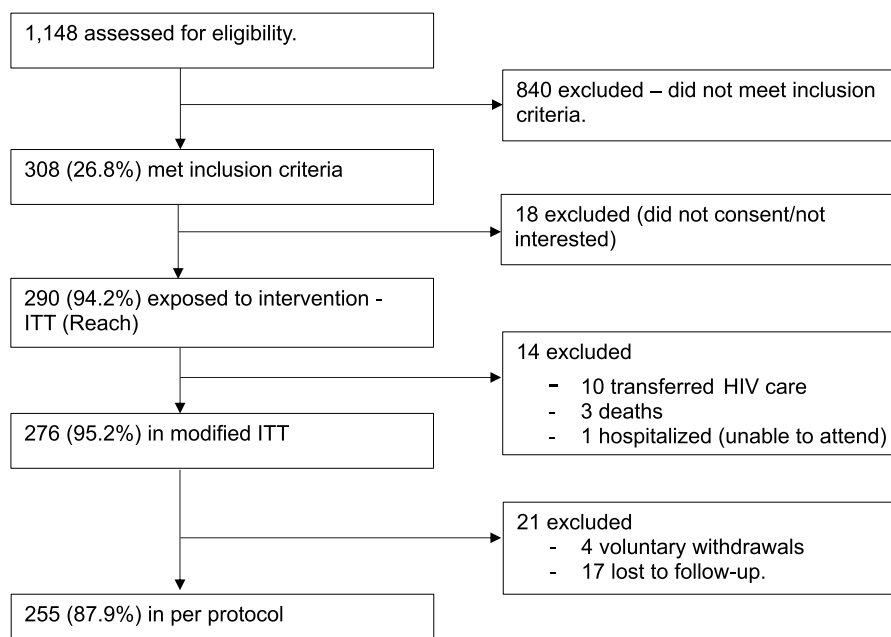 1,148 assessed for eligibility.
840 excluded – did not meet inclusion
criteria.
308 (26.8%) met inclusion criteria
18 excluded (did not consent/not
interested)
290 (94.2%) exposed to intervention -
ITT (Reach)
14 excluded
- 10 transferred HIV care
- 3 deaths
- 1 hospitalized (unable to attend)
276 (95.2%) in modified ITT
21 excluded
- 4 voluntary withdrawals
- 17 lost to follow-up.
255 (87.9%) in per protocol